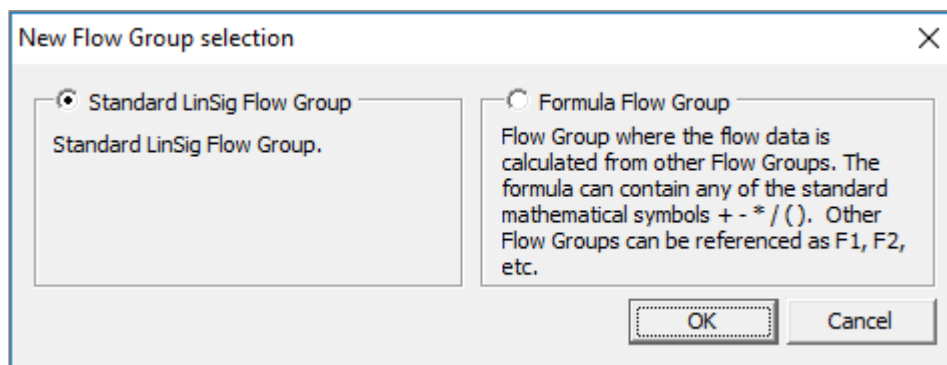 New Flow Group selection
Standard LinSig Flow Group
Standard LinSig Flow Group.
Formula Flow Group
Flow Group where the flow data is
calculated from other Flow Groups. The
formula can contain any of the standard
mathematical symbols + - * / ( ).  Other
Flow Groups can be referenced as F1, F2,
etc.
OK
Cancel